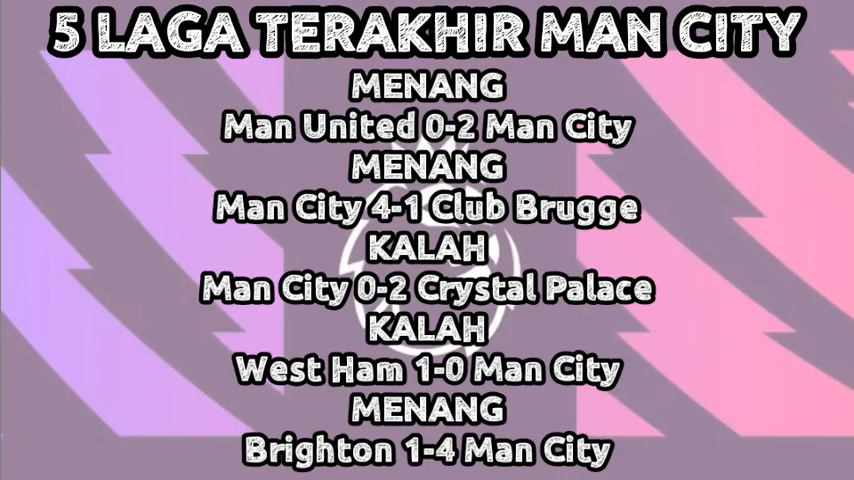 5 LAGA TERAKHIR MAN CITY
MENANG
Man United 0-2 Man City
MENANG
Man City 4-1 Club Brugge
KALAH
Man City 0-2 Crystal Palace
KALAH
West Ham 1-0 Man City
MENANG
Brighton 1-4 Man City